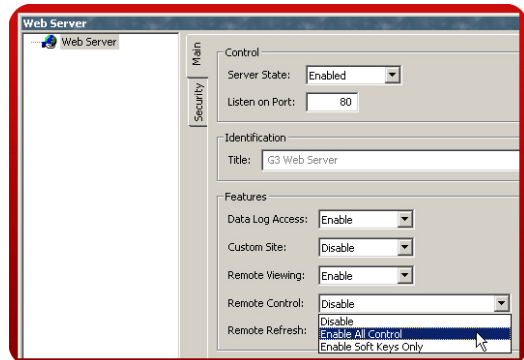 Web Server
Web Server
Main
Security
Control
Server State: Enabled
Listen on Port: 80
Identification
Title: G3 Web Server
Features
Data Log Access: Enable
Custom Site: Disable
Remote Viewing: Enable
Remote Control: Disable
Disable
Enable All Control
Remote Refresh:
Enable Soft Keys Only